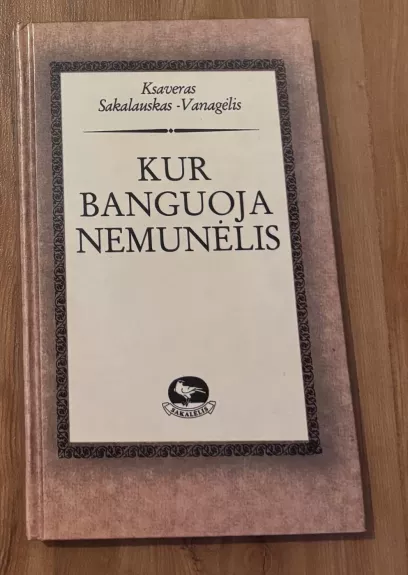 Ksaveras
Sakalauskas -Vanagėlis
KUR
BANGUOJA
NEMUNĖLIS
SAKALĖLIS